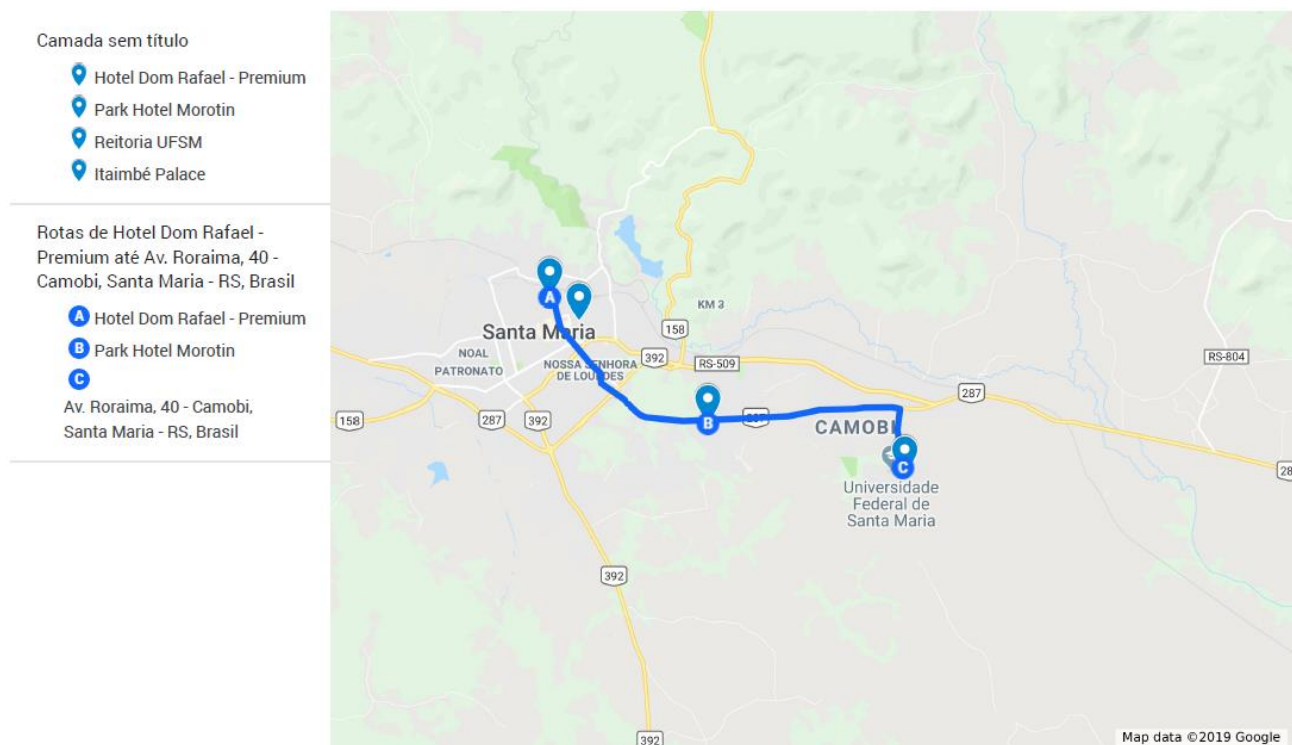 Camada sem título
Hotel Dom Rafael - Premium
Park Hotel Morotin
Reitoria UFSM
Itaimbé Palace
Rotas de Hotel Dom Rafael -
Premium até Av. Roraima, 40 -
Camobi, Santa Maria - RS, Brasil
A Hotel Dom Rafael - Premium
B Park Hotel Morotin
C
Av. Roraima, 40 - Camobi,
Santa Maria - RS, Brasil
A
KM 3
Santa Maria
158
NOAL
PATRONATO
NOSSA SENHORA
DE LOURDES
392
RS-509
RS-804
287
158
287
392
B
CAMOBI
C
Universidade
Federal de
Santa Maria
392
392
Map data ©2019 Google